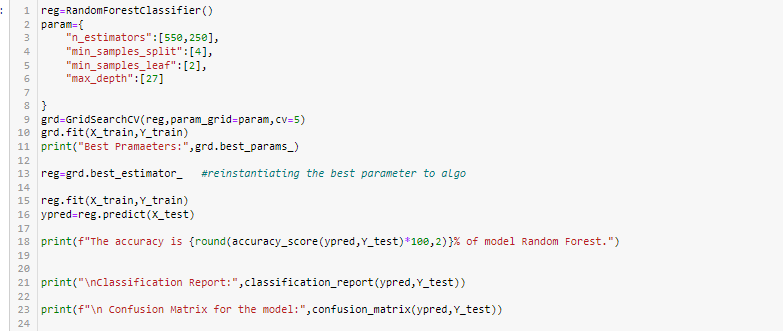 1 reg=RandomForestClassifier()
2 param={
3     "n_estimators":[550,250],
4     "min_samples_split":[4],
5     "min_samples_leaf":[2],
6     "max_depth":[27]
7
8 }
9 grd=GridSearchCV(reg,param_grid=param,cv=5)
10 grd.fit(X_train,Y_train)
11 print("Best Pramaeters:",grd.best_params_)
12
13 reg=grd.best_estimator_   #reinstantiating the best parameter to algo
14
15 reg.fit(X_train,Y_train)
16 ypred=reg.predict(X_test)
17
18 print(f"The accuracy is {round(accuracy_score(ypred,Y_test)*100,2)}% of model Random Forest.")
19
20
21 print("\nClassification Report:",classification_report(ypred,Y_test))
22
23 print(f"\n Confusion Matrix for the model:",confusion_matrix(ypred,Y_test))
24